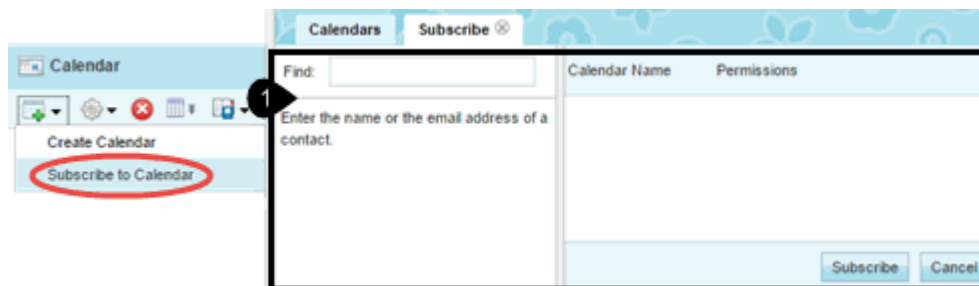 Calendars
Subscribe
Calendar
Find:
Calendar Name
Permissions
1
Enter the name or the email address of a
contact.
Create Calendar
Subscribe to Calendar
Subscribe
Cancel